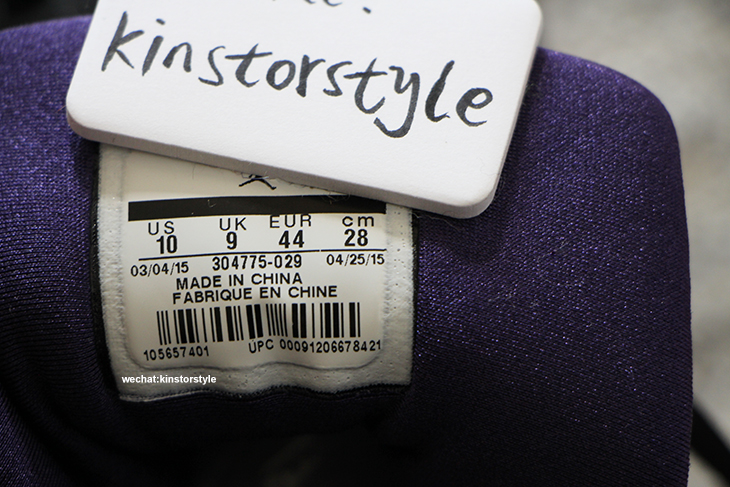 kinstorstyle
US UK EUR cm
10 9 44 28
03/04/15 304775-029 04/25/15
MADE IN CHINA
FABRIQUE EN CHINE
105657401 UPC 00091206678421
wechat:kinstorstyle